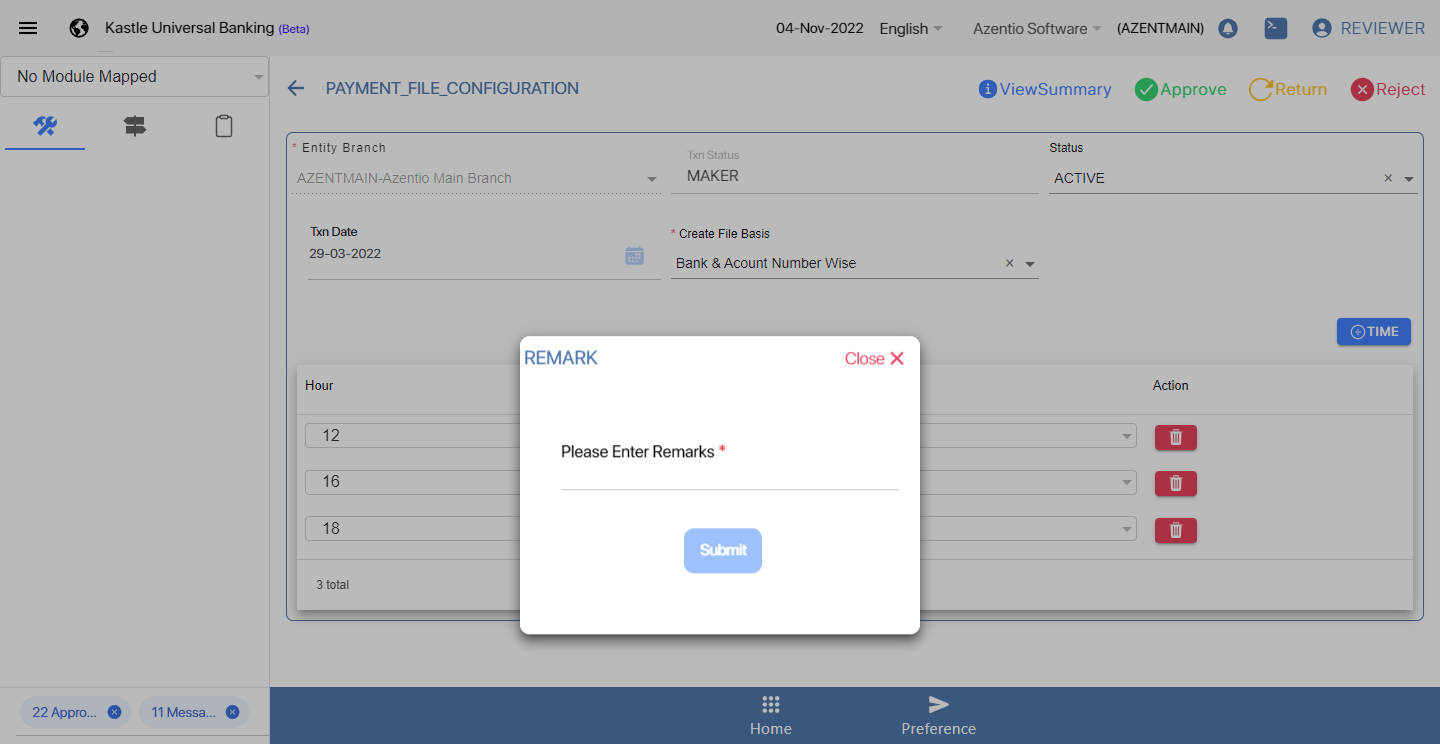 Kastle Universal Banking (Beta)
04-Nov-2022
English
Azentio Software
(AZENTMAIN)
REVIEWER
No Module Mapped
PAYMENT_FILE_CONFIGURATION
ViewSummary
Approve
Return
Reject
* Entity Branch
AZENTMAIN-Azentio Main Branch
Txn Status
MAKER
Status
ACTIVE
Txn Date
29-03-2022
* Create File Basis
Bank & Acount Number Wise
TIME
REMARK
Close
Please Enter Remarks *
Submit
Hour
Action
12
16
18
3 total
22 Appro...
11 Messa...
Home
Preference